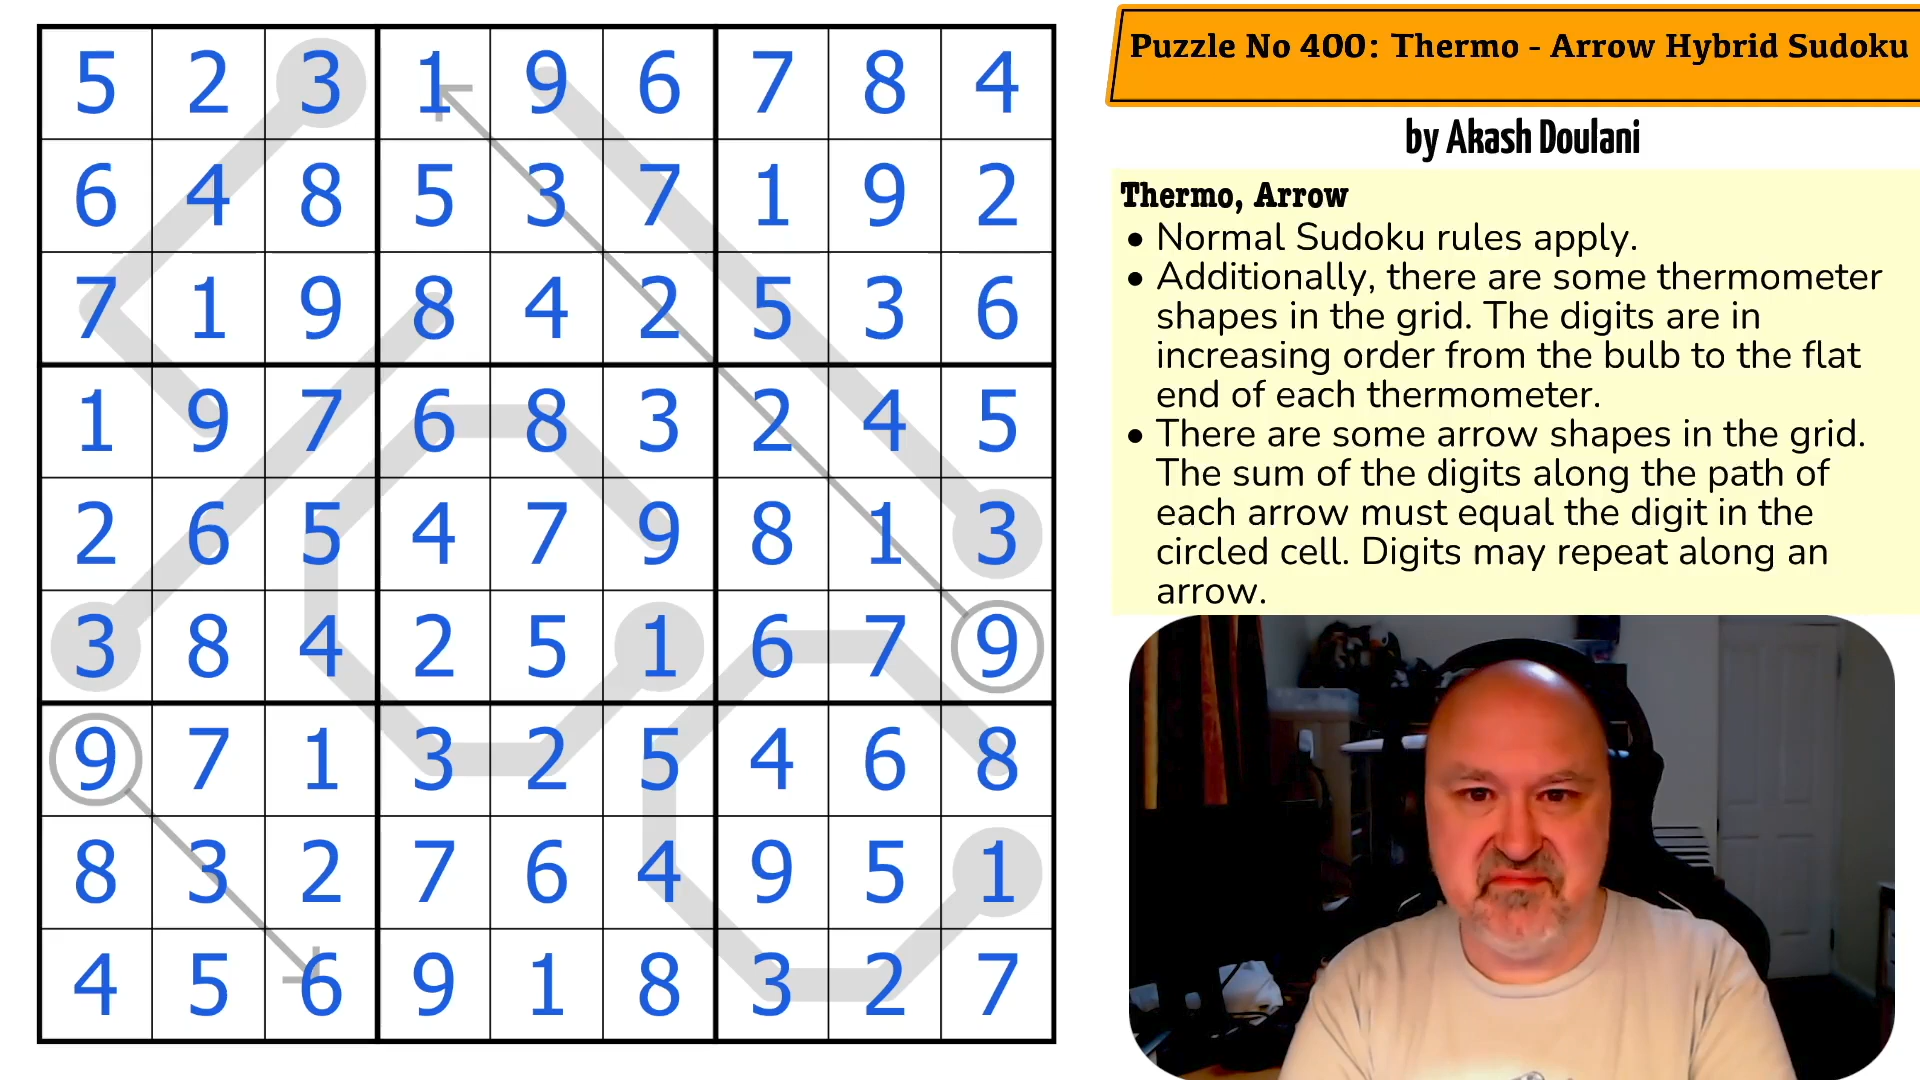 5 2 3 1 9 6 7 8 4
6 4 8 5 3 7 1 9 2
7 1 9 8 4 2 5 3 6
1 9 7 6 8 3 2 4 5
2 6 5 4 7 9 8 1 3
3 8 4 2 5 1 6 7 9
9 7 1 3 2 5 4 6 8
8 3 2 7 6 4 9 5 1
4 5 6 9 1 8 3 2 7
Puzzle No 400: Thermo - Arrow Hybrid Sudoku
by Akash Doulani
Thermo, Arrow
• Normal Sudoku rules apply.
• Additionally, there are some thermometer
shapes in the grid. The digits are in
increasing order from the bulb to the flat
end of each thermometer.
• There are some arrow shapes in the grid.
The sum of the digits along the path of
each arrow must equal the digit in the
circled cell. Digits may repeat along an
arrow.